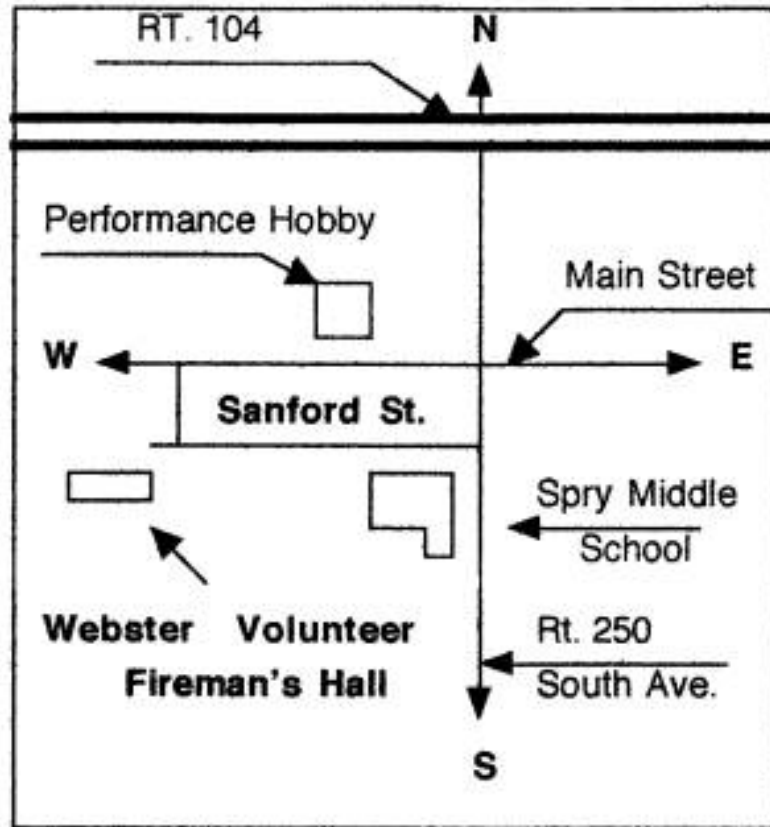 RT. 104
N
Performance Hobby
Main Street
W
E
Sanford St.
Spry Middle
School
Webster Volunteer
Fireman's Hall
Rt. 250
South Ave.
S